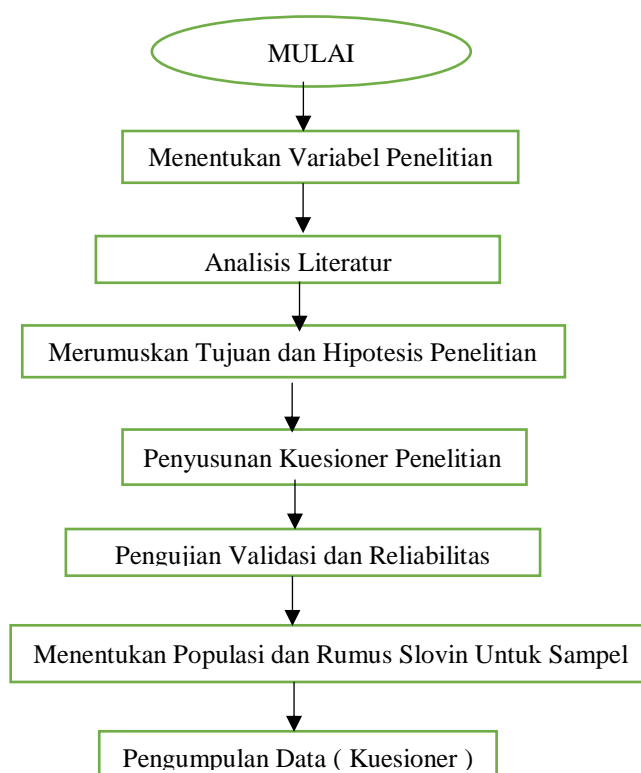 MULAI
Menentukan Variabel Penelitian
Analisis Literatur
Merumuskan Tujuan dan Hipotesis Penelitian
Penyusunan Kuesioner Penelitian
Pengujian Validasi dan Reliabilitas
Menentukan Populasi dan Rumus Slovin Untuk Sampel
Pengumpulan Data ( Kuesioner )